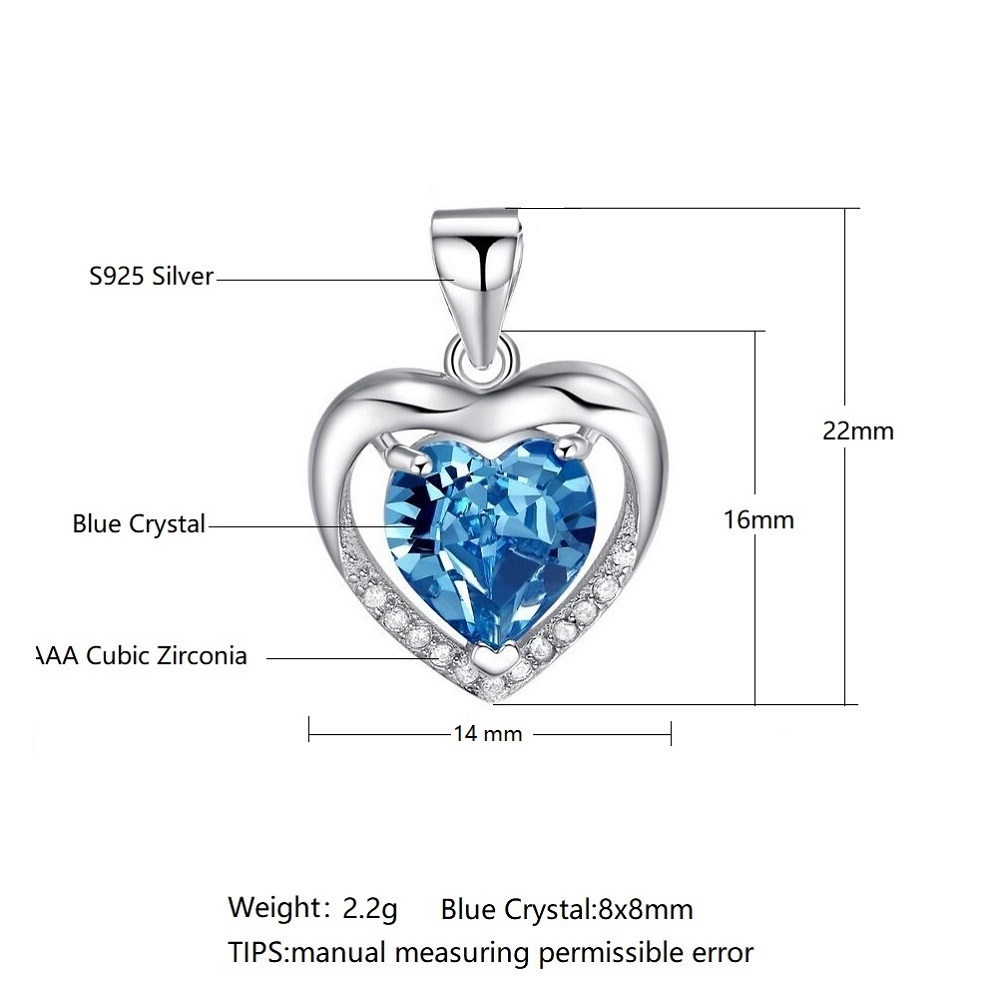 S925 Silver
22mm
16mm
Blue Crystal
AAA Cubic Zirconia
14 mm
Weight: 2.2g Blue Crystal:8x8mm
TIPS:manual measuring permissible error